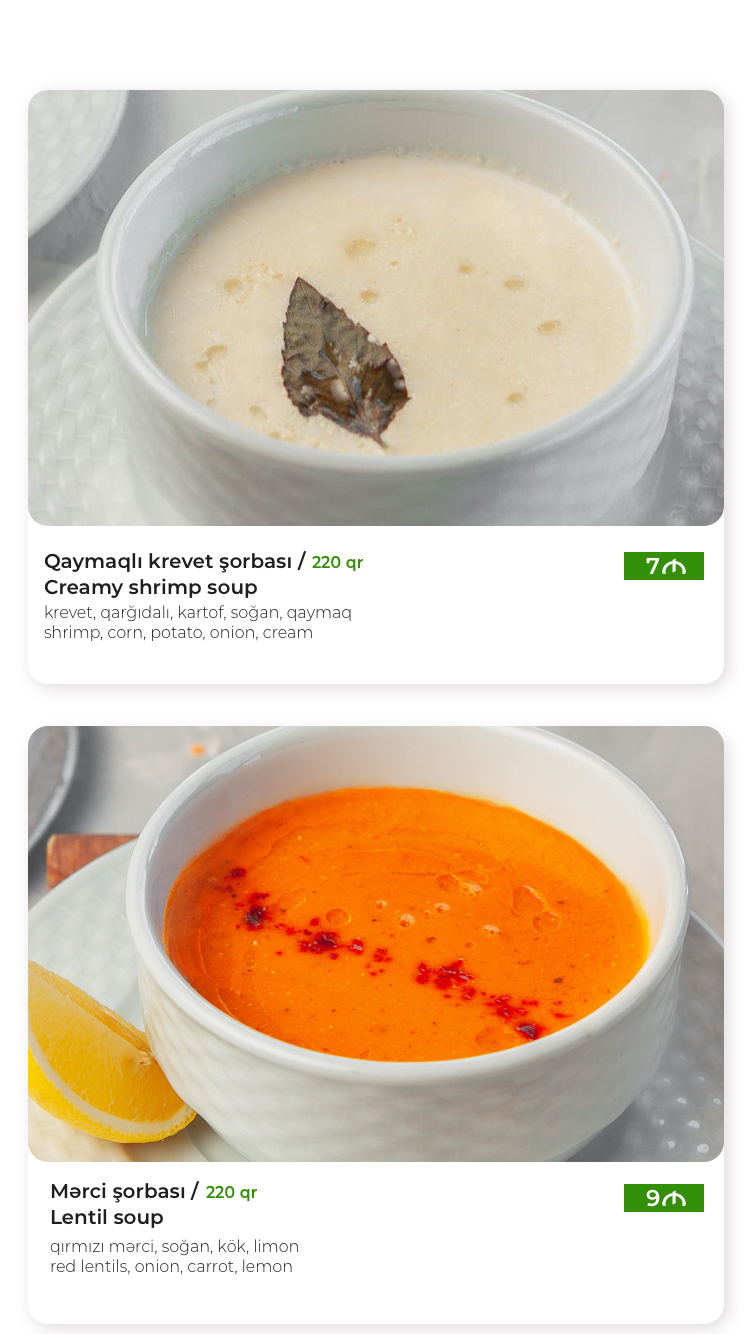 Qaymaqlı krevet şorbası / 220 qr
7₼
Creamy shrimp soup
krevet, qarğıdalı, kartof, soğan, qaymaq
shrimp, corn, potato, onion, cream
Mərci şorbası / 220 qr
9₼
Lentil soup
qırmızı mərci, soğan, kök, limon
red lentils, onion, carrot, lemon